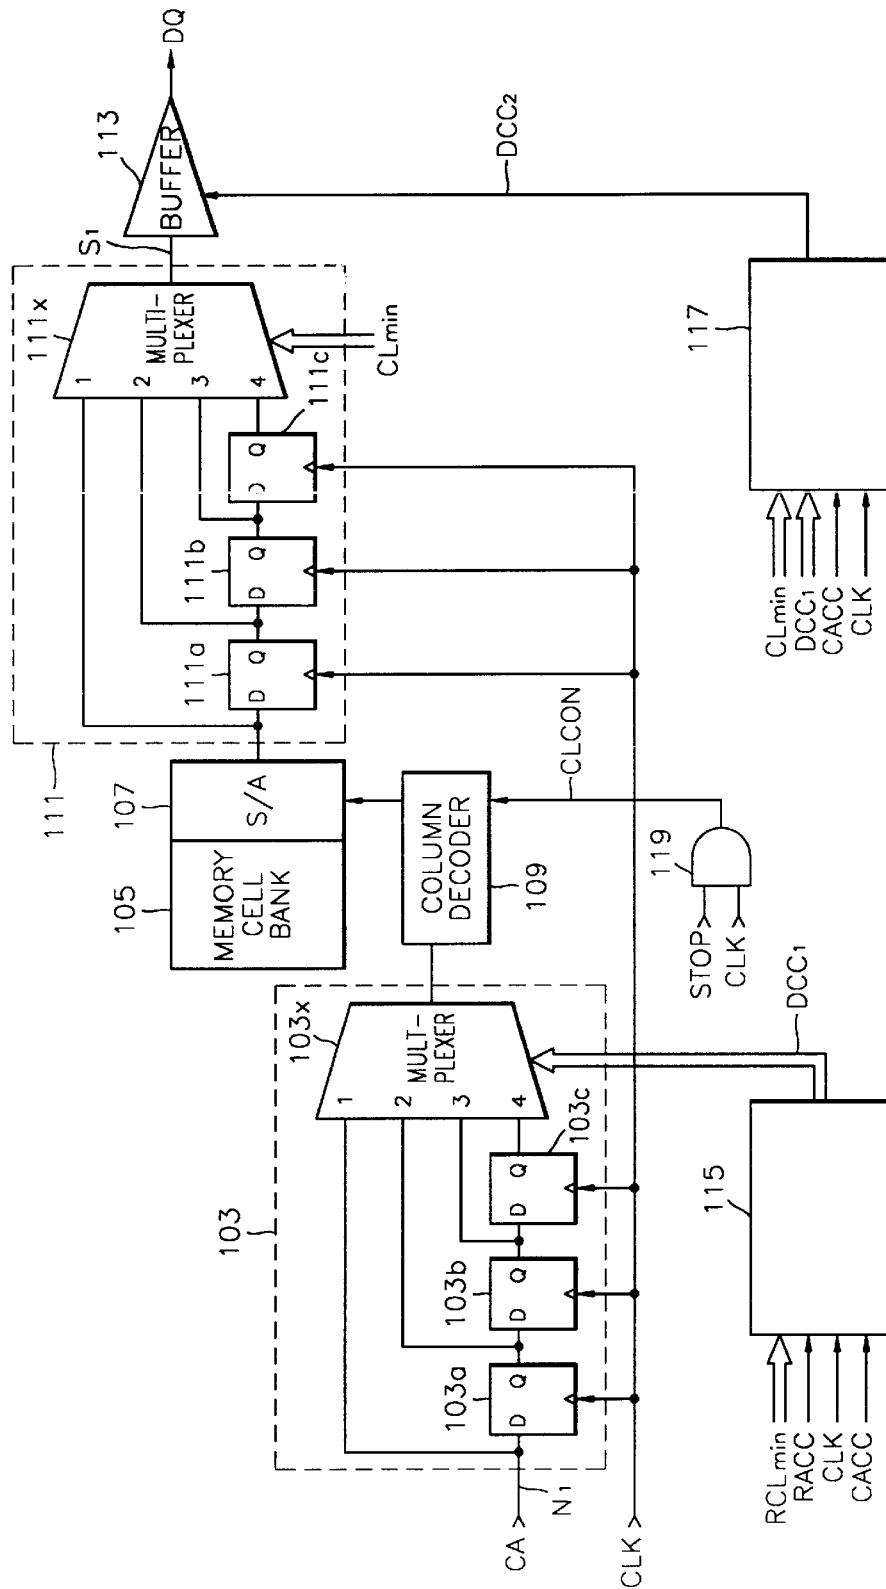 CA
N1
CLK
103
103a
D Q
103b
D Q
103c
D Q
1
2
3
4
MULT-
PLEXER
103x
105
MEMORY
CELL
BANK
107
S/A
COLUMN
DECODER
109
CLCON
STOP
CLK
119
111
111a
D Q
111b
D Q
111c
D Q
1
2
3
4
MULTI-
PLEXER
111x
CLmin
S1
BUFFER
113
DQ
RCLmin
RACC
CLK
CACC
115
DCC1
CLmin
DCC1
CACC
CLK
117
DCC2